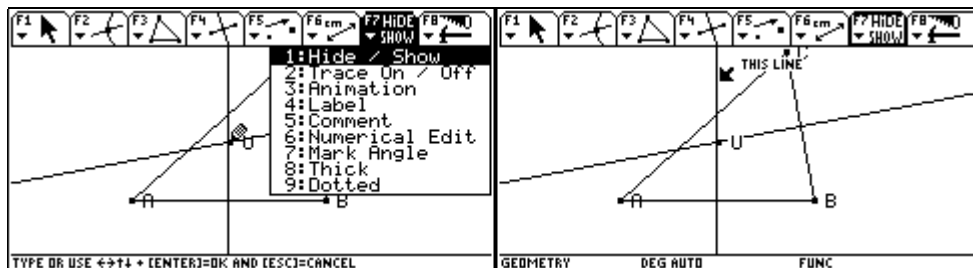 F1 F2 F3 F4 F5 F6 cm F7 HiDE SHOW F8
1:Hide / Show
2:Trace On / Off
3:Animation
4:Label
5:Comment
6:Numerical Edit
7:Mark Angle
8:Thick
9:Dotted
A B
TYPE OR USE ←→↑↓ + [ENTER]=OK AND [ESC]=CANCEL
F1 F2 F3 F4 F5 F6 cm F7 HiDE SHOW F8
THIS LINE
U
A B
GEOMETRY DEG AUTO FUNC